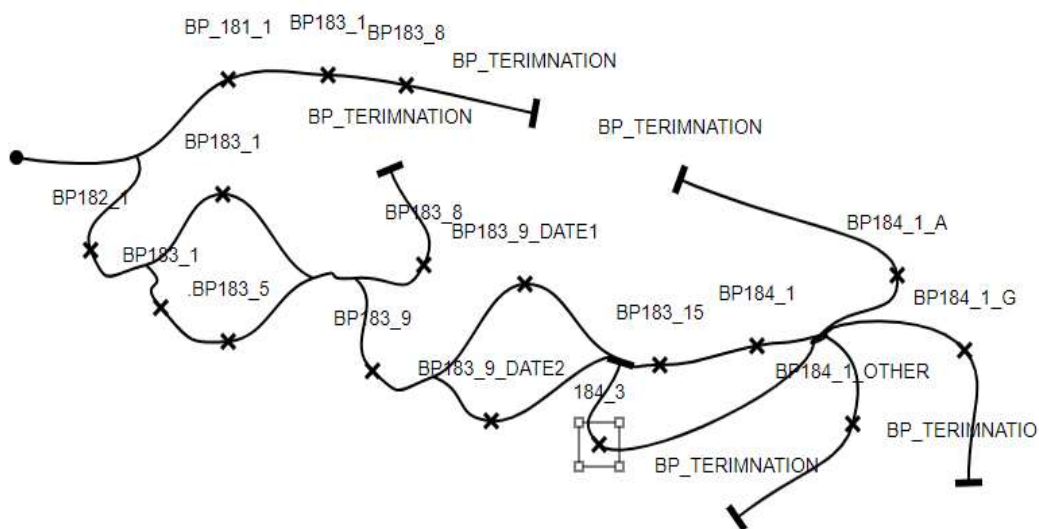 BP_181_1
BP183_1
BP183_8
BP_TERIMNATION
BP_TERIMNATION
BP_TERIMNATION
BP183_1
BP182_1
BP183_8
BP183_9_DATE1
BP184_1_A
BP183_1
.BP183_5
BP184_1
BP184_1_G
BP183_9
BP183_15
BP183_9_DATE2
BP184_1_OTHER
184_3
BP_TERIMNATIO
BP_TERIMNATION